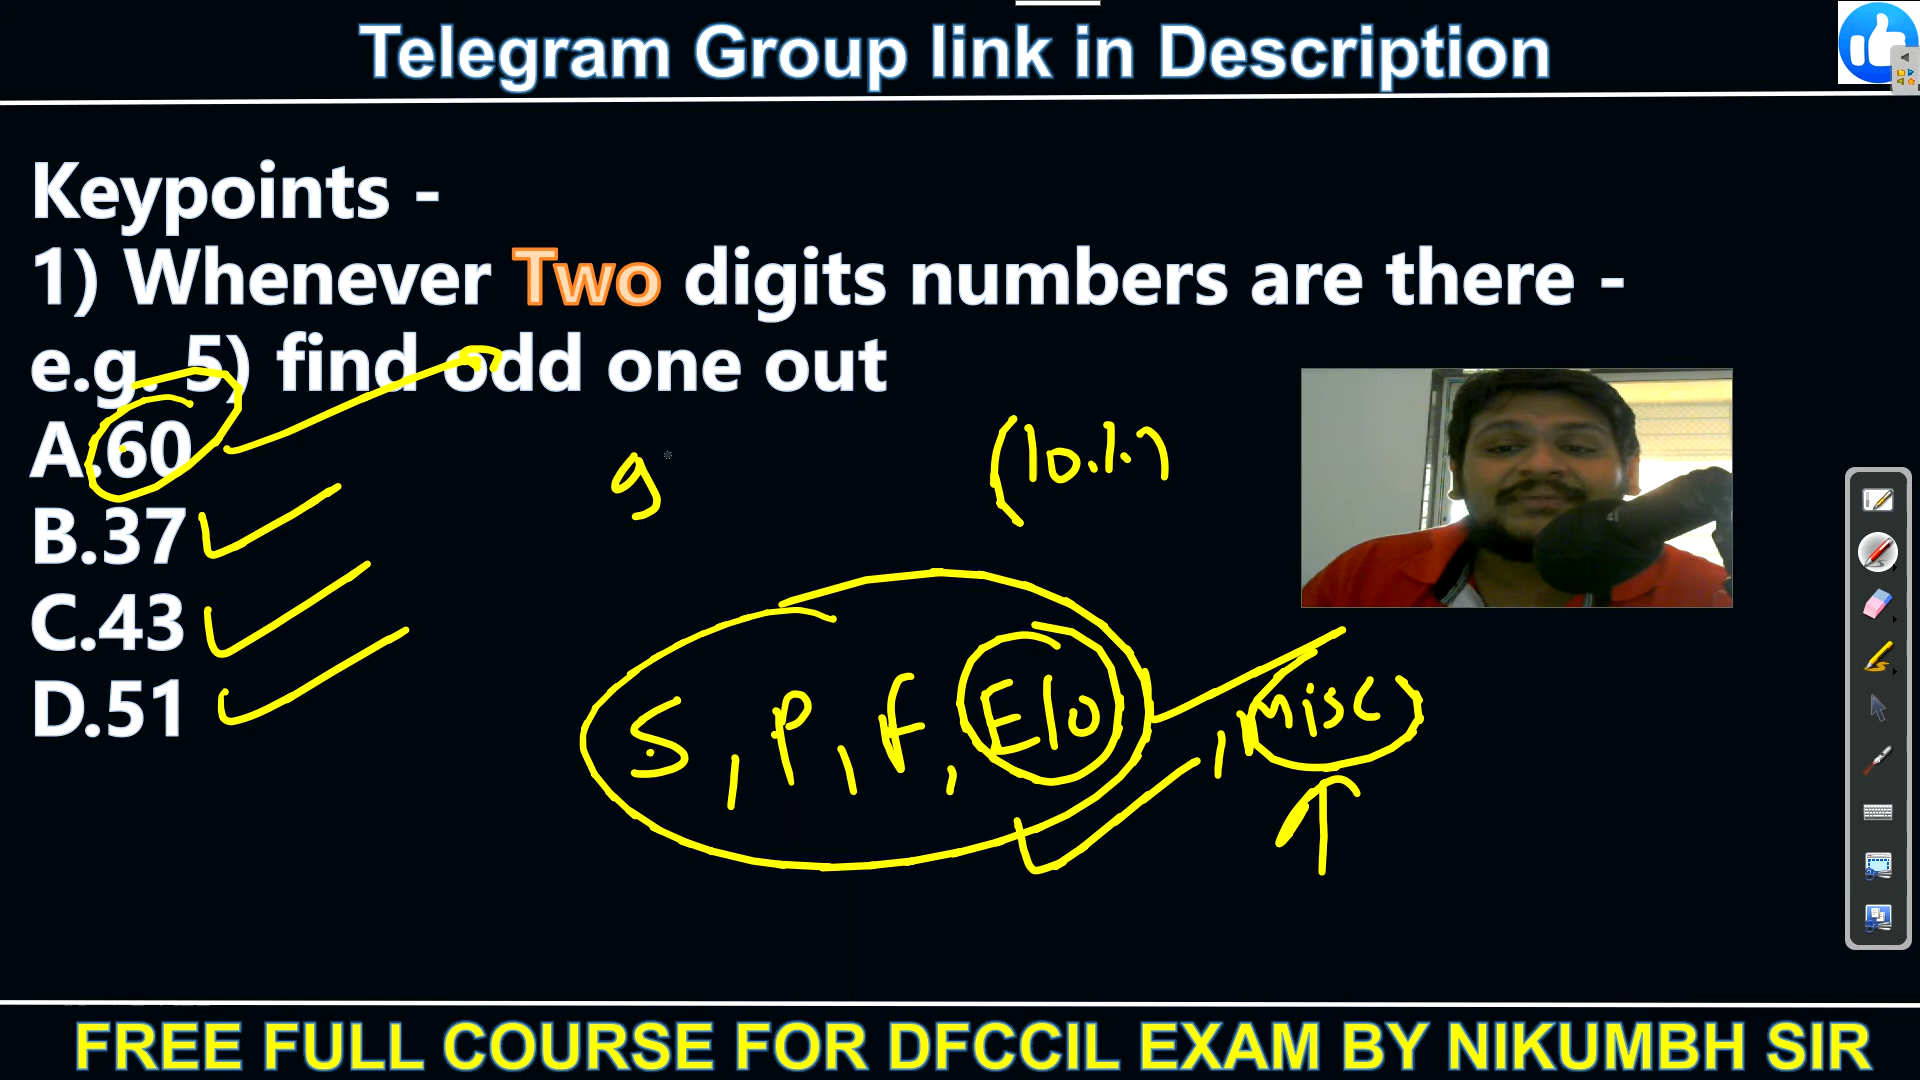 Telegram Group link in Description
Keypoints -
1) Whenever Two digits numbers are there -
e.g. 5) find odd one out
A.60
B.37
C.43
D.51
g
(10.1.)
S, P, F, E/O, misc
FREE FULL COURSE FOR DFCCIL EXAM BY NIKUMBH SIR